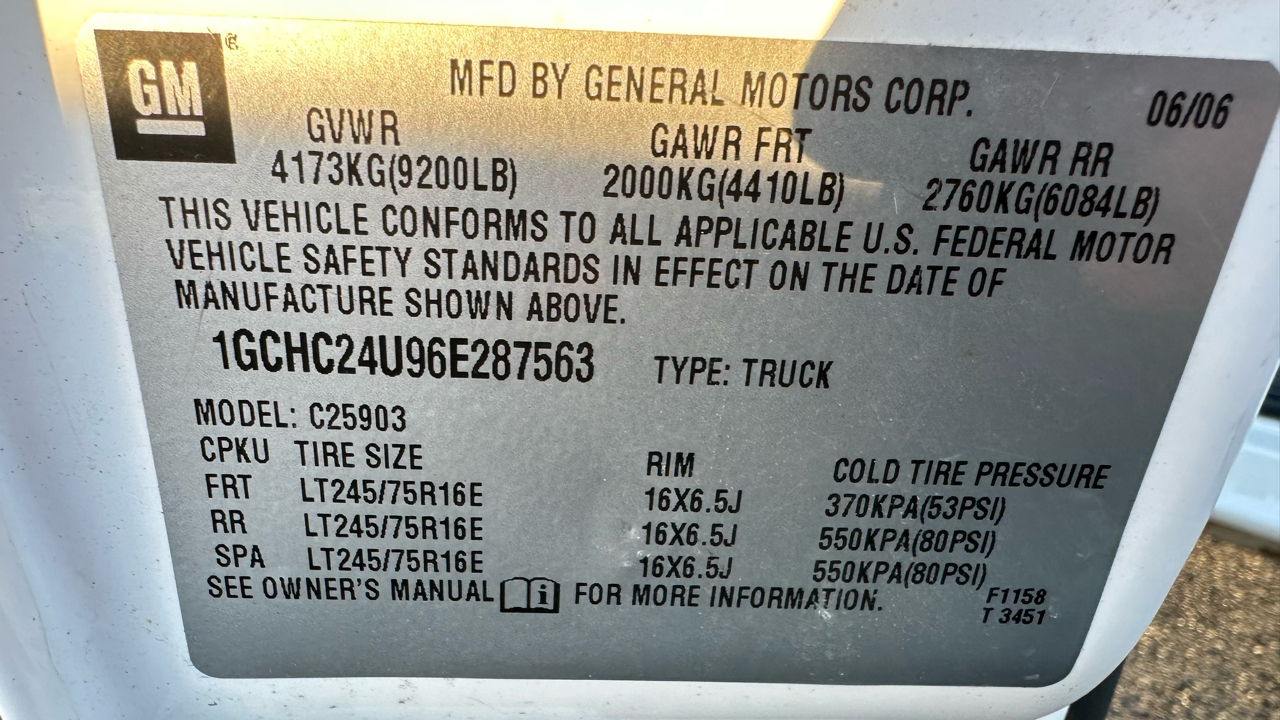 GM
MFD BY GENERAL MOTORS CORP. 06/06
GVWR GAWR FRT GAWR RR
4173KG(9200LB) 2000KG(4410LB) 2760KG(6084LB)
THIS VEHICLE CONFORMS TO ALL APPLICABLE U.S. FEDERAL MOTOR
VEHICLE SAFETY STANDARDS IN EFFECT ON THE DATE OF
MANUFACTURE SHOWN ABOVE.
1GCHC24U96E287563 TYPE: TRUCK
MODEL: C25903
CPKU TIRE SIZE RIM COLD TIRE PRESSURE
FRT LT245/75R16E 16X6.5J 370KPA(53PSI)
RR LT245/75R16E 16X6.5J 550KPA(80PSI)
SPA LT245/75R16E 16X6.5J 550KPA(80PSI)
SEE OWNER'S MANUAL i FOR MORE INFORMATION. F1158
T 3451